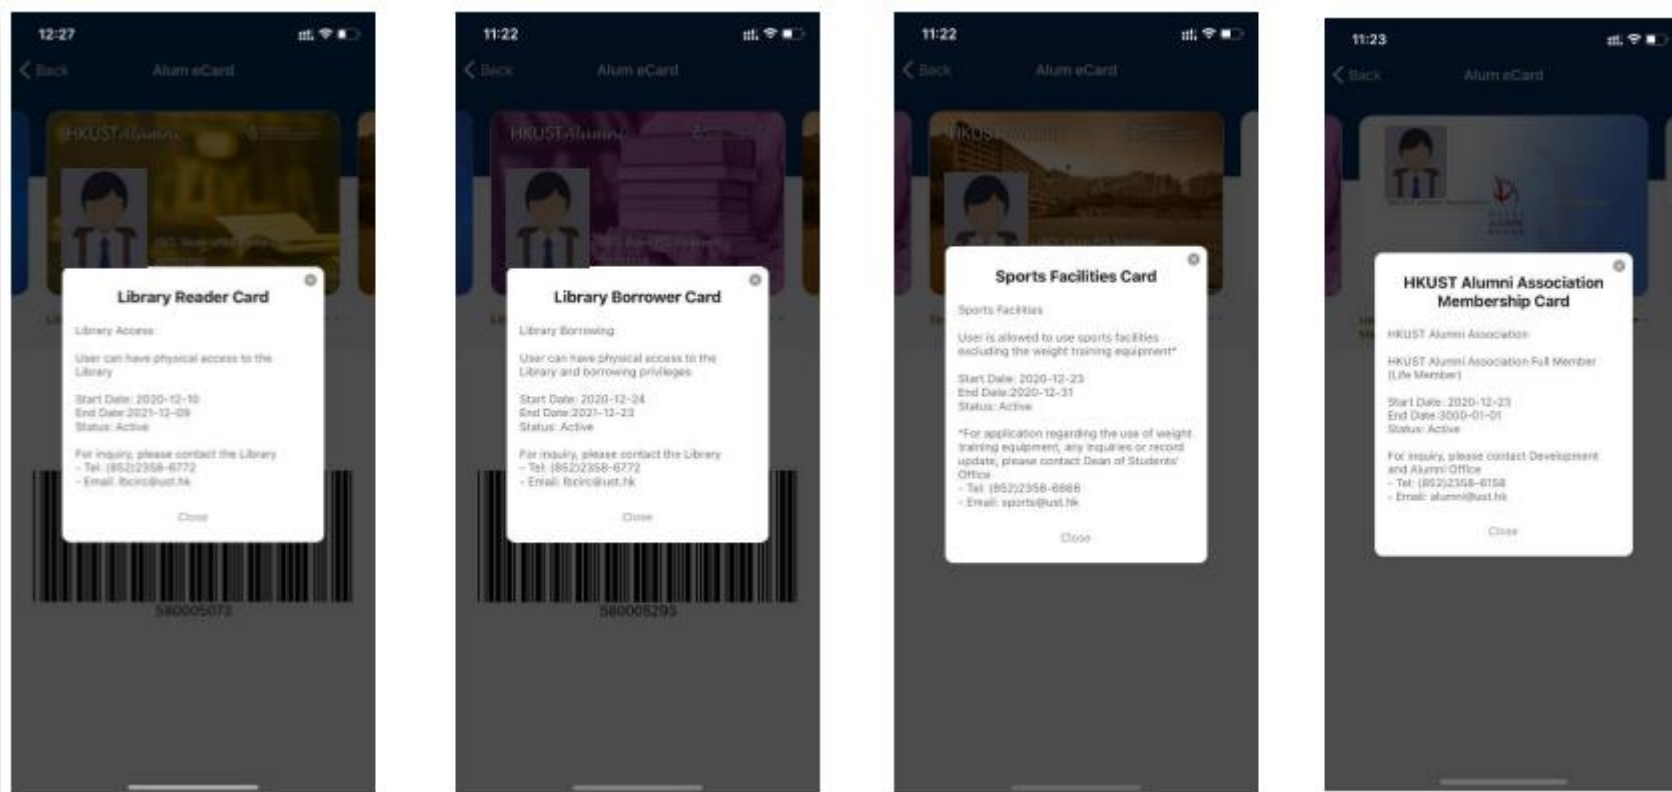 12:27
Back
Alum eCard
HKUST Alumni
Library Reader Card
Library Access
User can have physical access to the
Library
Start Date: 2020-12-10
End Date:2021-12-09
Status: Active
For inquiry, please contact the Library
- Tel: (852)2358-6772
- Email: lbcirc@ust.hk
Close
580005073
11:22
Back
Alum eCard
HKUST Alumni
Library Borrower Card
Library Borrowing
User can have physical access to the
Library and borrowing privileges
Start Date: 2020-12-24
End Date:2021-12-23
Status: Active
For inquiry, please contact the Library
- Tel: (852)2358-6772
- Email: lbcirc@ust.hk
Close
580005293
11:22
Back
Alum eCard
HKUST
Sports Facilities Card
Sports Facilities
User is allowed to use sports facilities
excluding the weight training equipment*
Start Date: 2020-12-23
End Date:2020-12-31
Status: Active
*For application regarding the use of weight
training equipment, any inquiries or record
update, please contact Dean of Students'
Office
- Tel: (852)2358-6666
- Email: sports@ust.hk
Close
11:23
Back
Alum eCard
HKUST Alumni Association
Membership Card
HKUST Alumni Association
HKUST Alumni Association Full Member
(Life Member)
Start Date: 2020-12-23
End Date:3000-01-01
Status: Active
For inquiry, please contact Development
and Alumni Office
- Tel: (852)2358-6158
- Email: alumni@ust.hk
Close